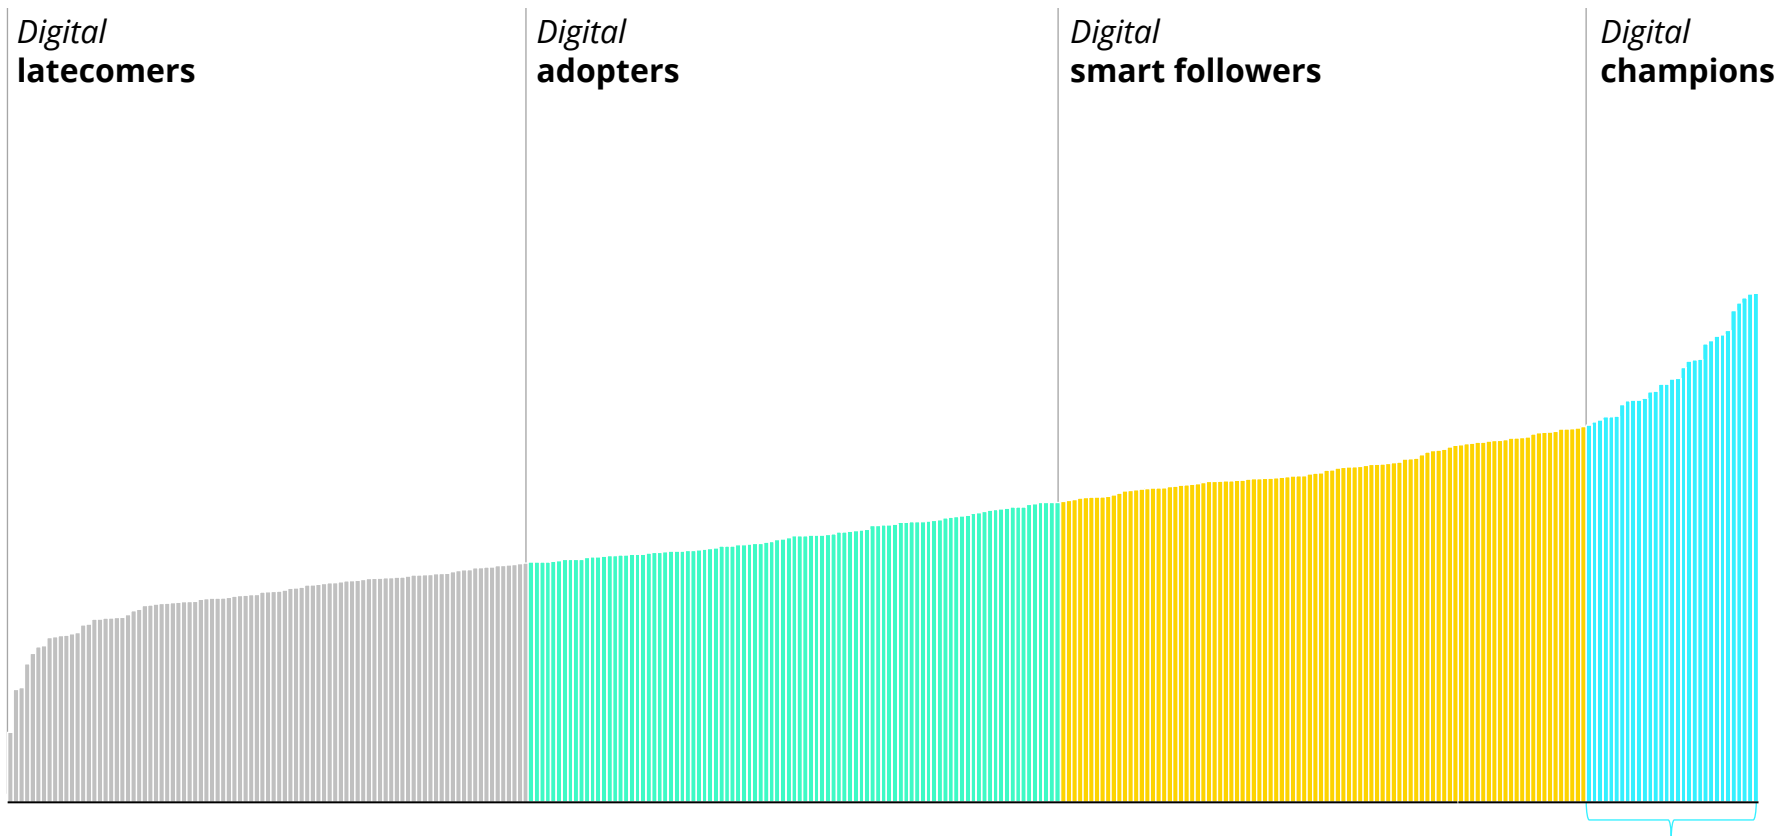 Digital
latecomers
Digital
adopters
Digital
smart followers
Digital
champions